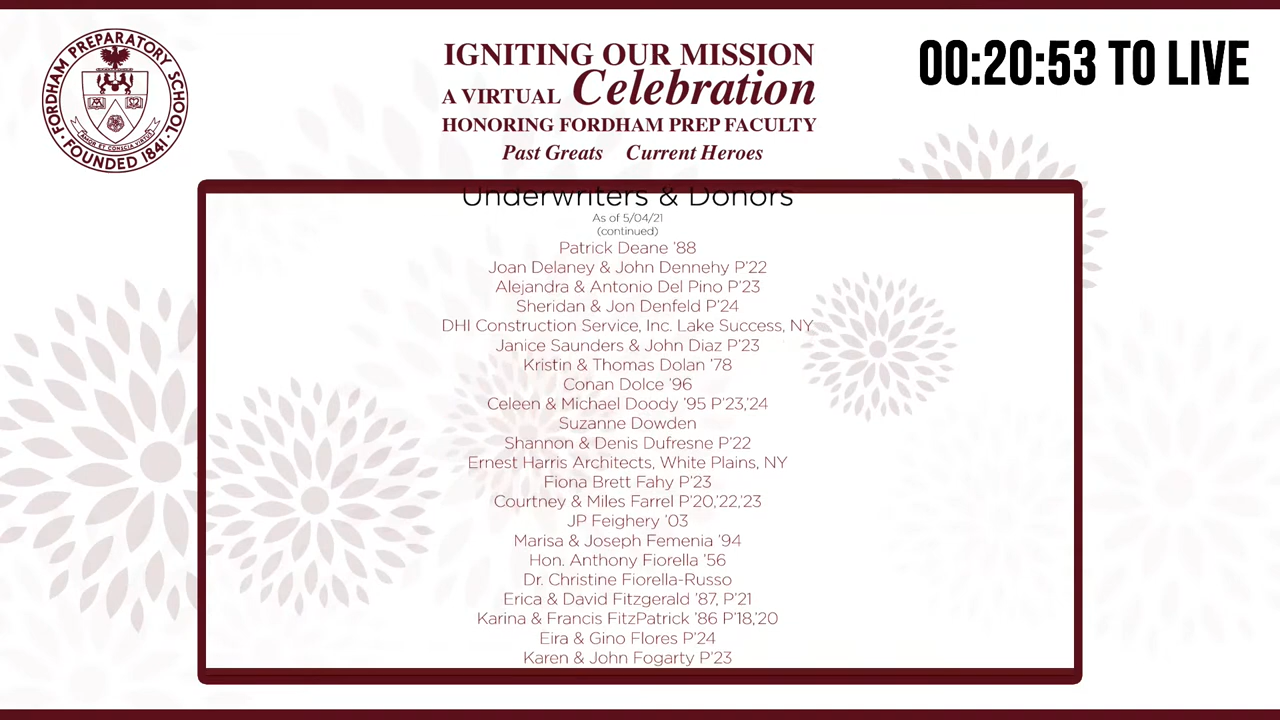 FORDHAM PREPARATORY SCHOOL
FOUNDED 1841
IGNITING OUR MISSION
A VIRTUAL Celebration
HONORING FORDHAM PREP FACULTY
Past Greats Current Heroes
00:20:53 TO LIVE
Underwriters & Donors
As of 5/04/21
(continued)
Patrick Deane '88
Joan Delaney & John Dennehy P'22
Alejandra & Antonio Del Pino P'23
Sheridan & Jon Denfeld P'24
DHI Construction Service, Inc. Lake Success, NY
Janice Saunders & John Diaz P'23
Kristin & Thomas Dolan '78
Conan Dolce '96
Celeen & Michael Doody '95 P'23,'24
Suzanne Dowden
Shannon & Denis Dufresne P'22
Ernest Harris Architects, White Plains, NY
Fiona Brett Fahy P'23
Courtney & Miles Farrel P'20,'22,'23
JP Feighery '03
Marisa & Joseph Femenia '94
Hon. Anthony Fiorella '56
Dr. Christine Fiorella-Russo
Erica & David Fitzgerald '87, P'21
Karina & Francis FitzPatrick '86 P'18,'20
Eira & Gino Flores P'24
Karen & John Fogarty P'23